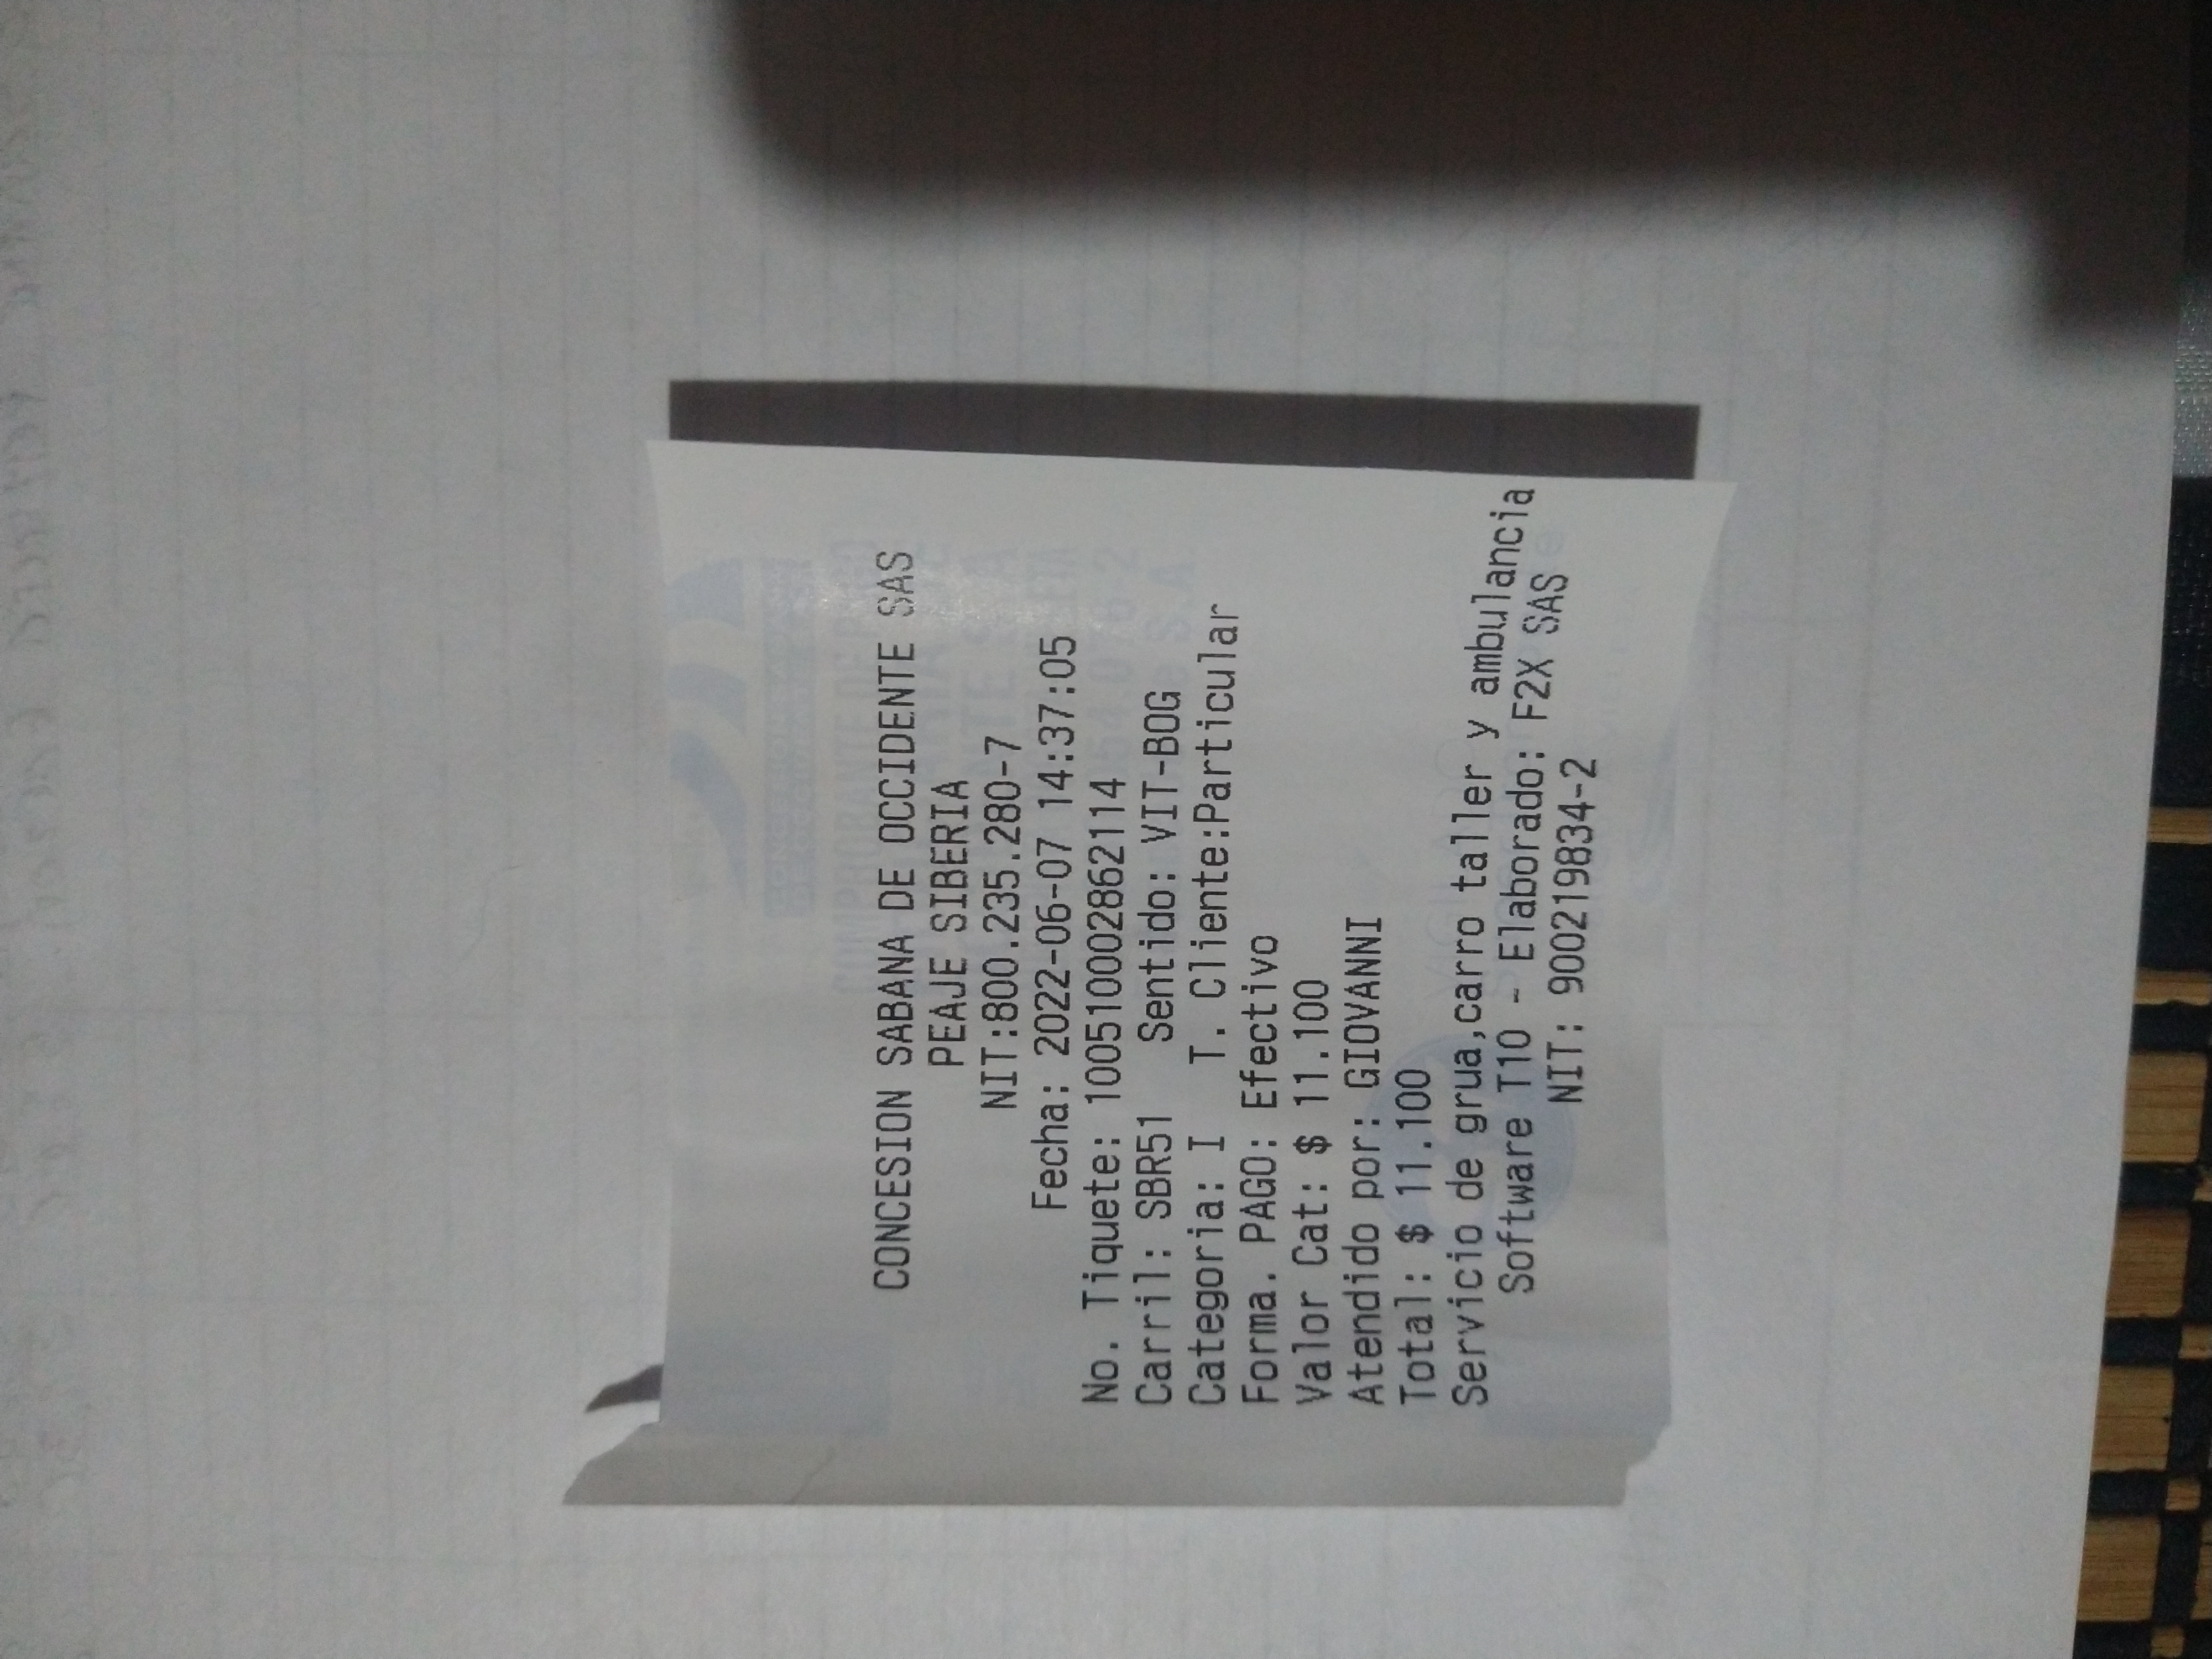 CONCESION SABANA DE OCCIDENTE SAS
PEAJE SIBERIA
NIT:800.235.280-7
Fecha: 2022-06-07 14:37:05
No. Tiquete: 1005100002862114
Carril: SBR51 Sentido: VIT-BOG
Categoria: I T. Cliente:Particular
Forma. PAGO: Efectivo
Valor Cat: $ 11.100
Atendido por: GIOVANNI
Total: $ 11.100
Servicio de grua,carro taller y ambulancia
Software T10 - Elaborado: F2X SAS
NIT: 900219834-2